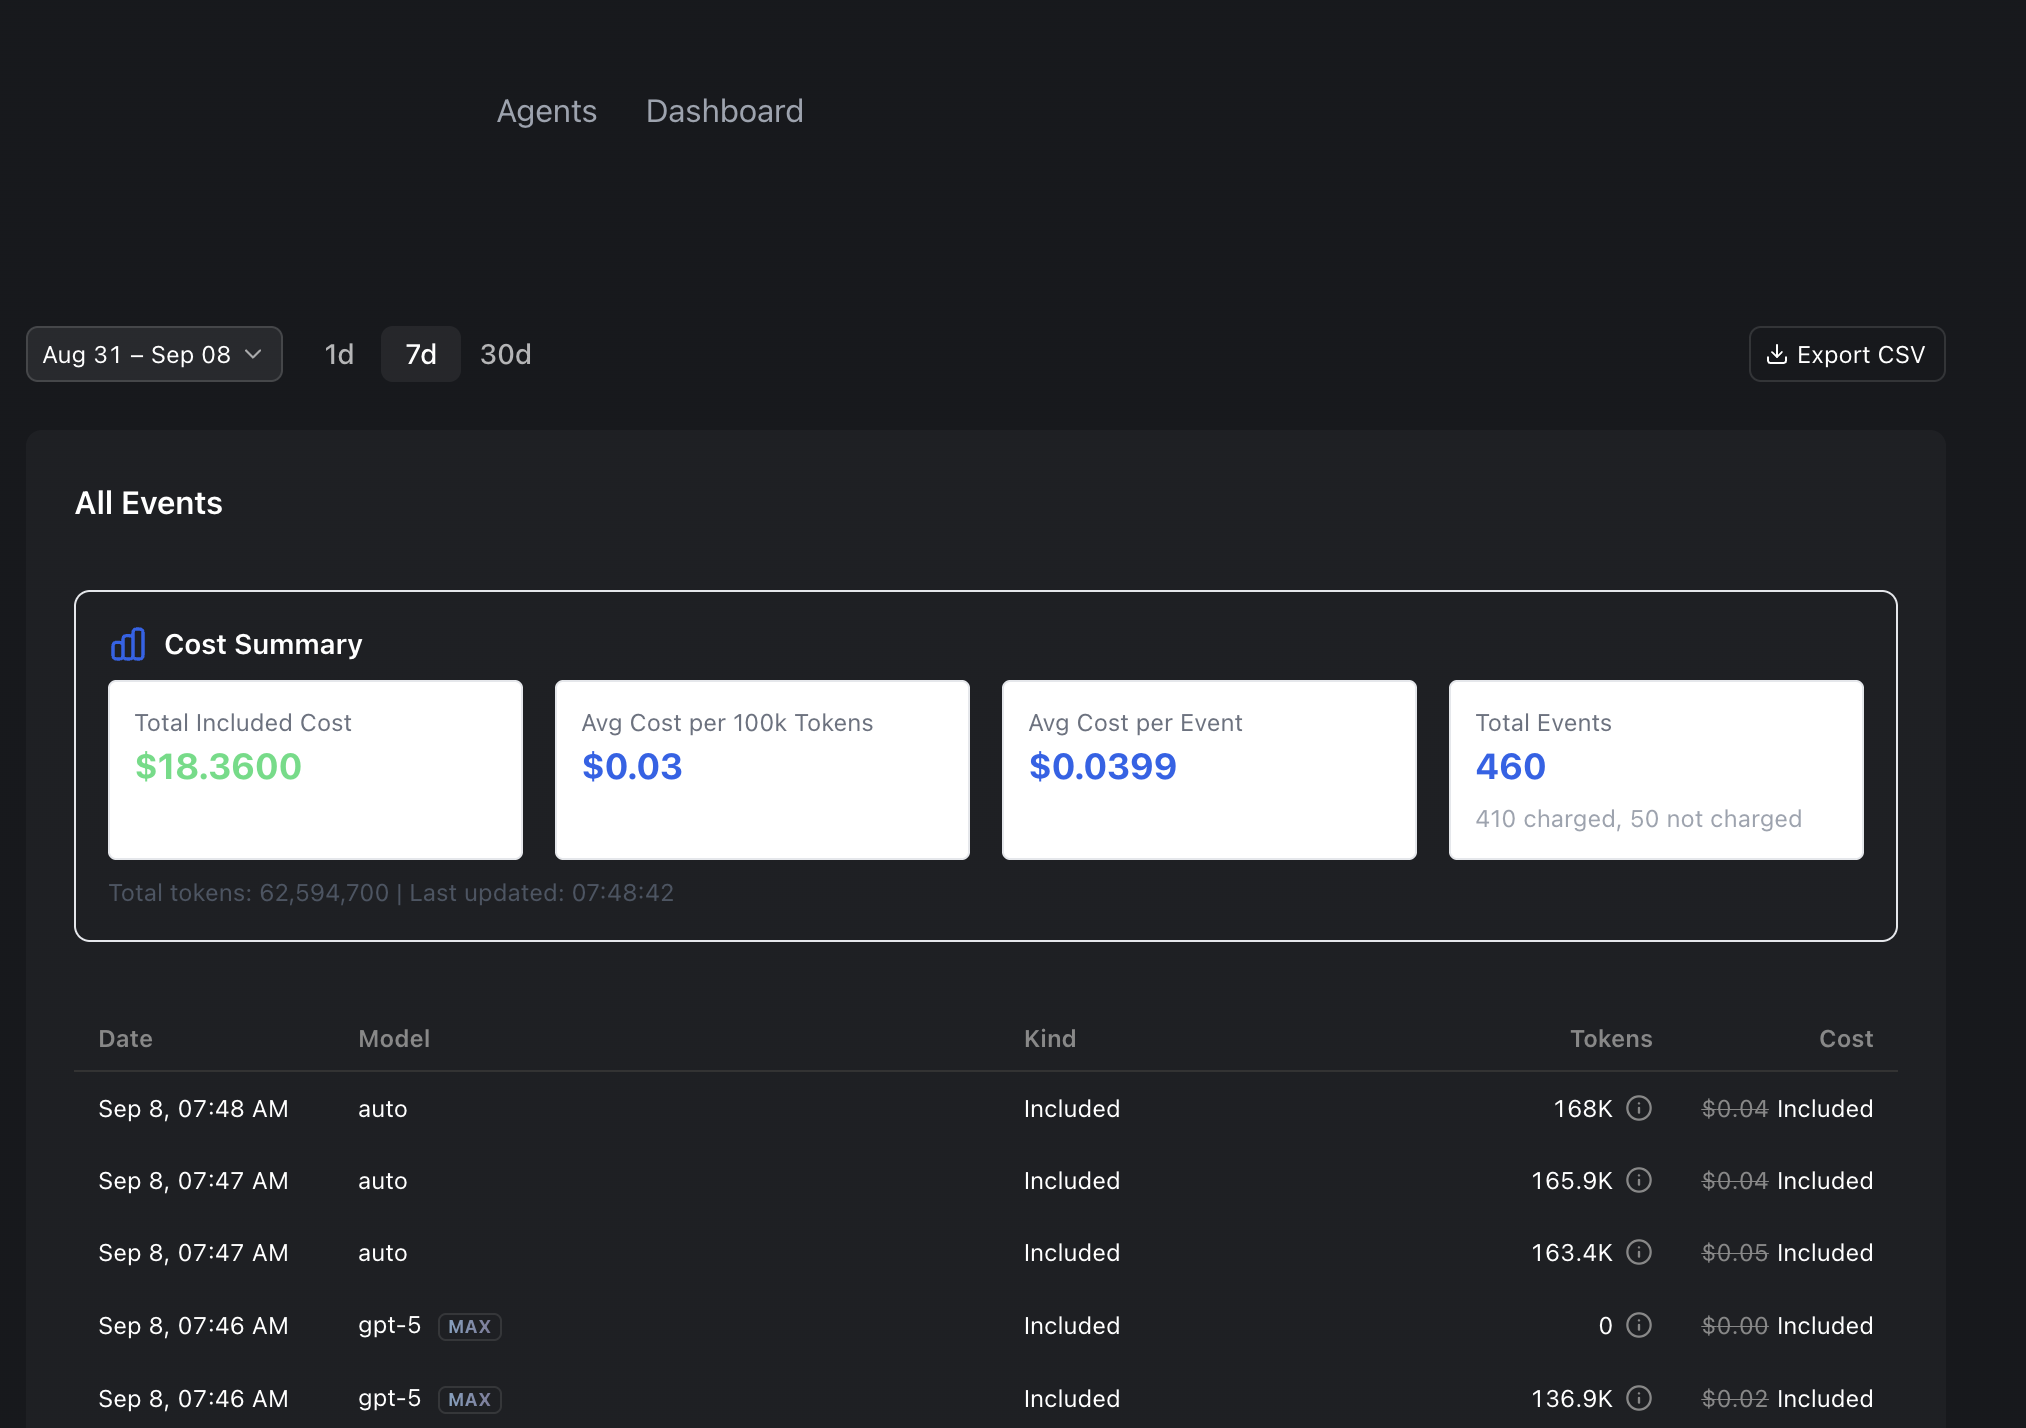 Agents Dashboard
Aug 31 – Sep 08 1d 7d 30d Export CSV
All Events
Cost Summary
Total Included Cost
$18.3600
Avg Cost per 100k Tokens
$0.03
Avg Cost per Event
$0.0399
Total Events
460
410 charged, 50 not charged
Total tokens: 62,594,700 | Last updated: 07:48:42
Date Model Kind Tokens Cost
Sep 8, 07:48 AM auto Included 168K $0.04 Included
Sep 8, 07:47 AM auto Included 165.9K $0.04 Included
Sep 8, 07:47 AM auto Included 163.4K $0.05 Included
Sep 8, 07:46 AM gpt-5 MAX Included 0 $0.00 Included
Sep 8, 07:46 AM gpt-5 MAX Included 136.9K $0.02 Included